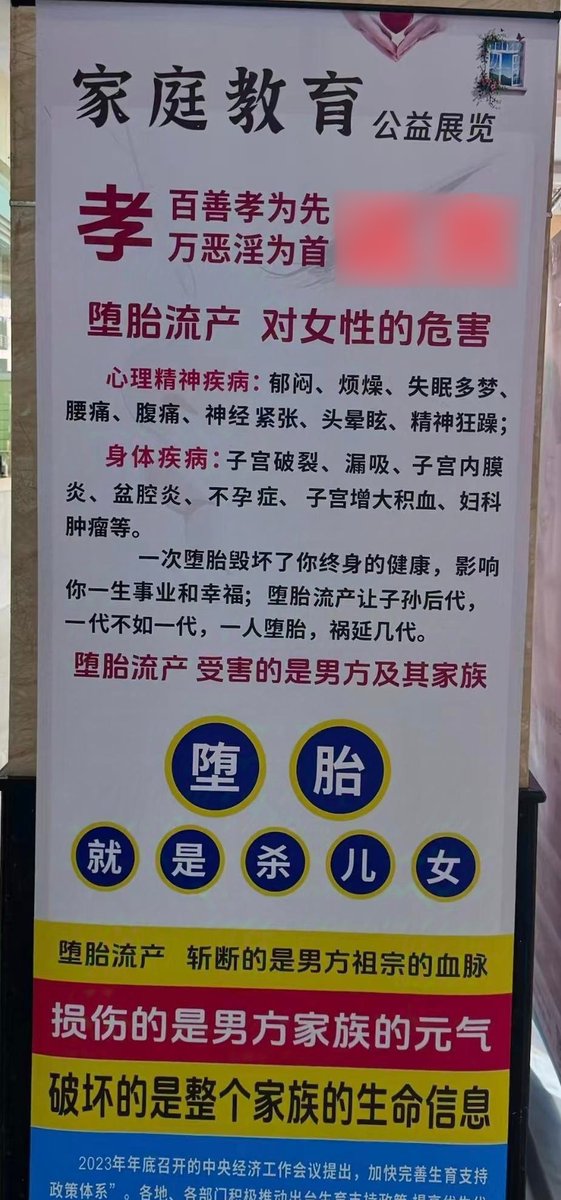 家庭教育 公益展览
孝 百善孝为先
万恶淫为首
堕胎流产 对女性的危害
心理精神疾病：郁闷、烦燥、失眠多梦、
腰痛、腹痛、神经 紧张、头晕眩、精神狂躁；
身体疾病：子宫破裂、漏吸、子宫内膜
炎、盆腔炎、不孕症、 子宫增大积血、妇科
肿瘤等。
一次堕胎毁坏了你终身的健康，影响
你一生事业和幸福；堕胎流产让子孙后代，
一代不如一代，一人堕胎，祸延几代。
堕胎流产 受害的是男方及其家族
堕胎
就是杀儿女
堕胎流产 斩断的是男方祖宗的血脉
损伤的是男方家族的元气
破坏的是整个家族的生命信息
2023年年底召开的中央经济工作会议提出，加快完善生育支持
政策体系”。各地、各部门积极推动出台生育支持政策